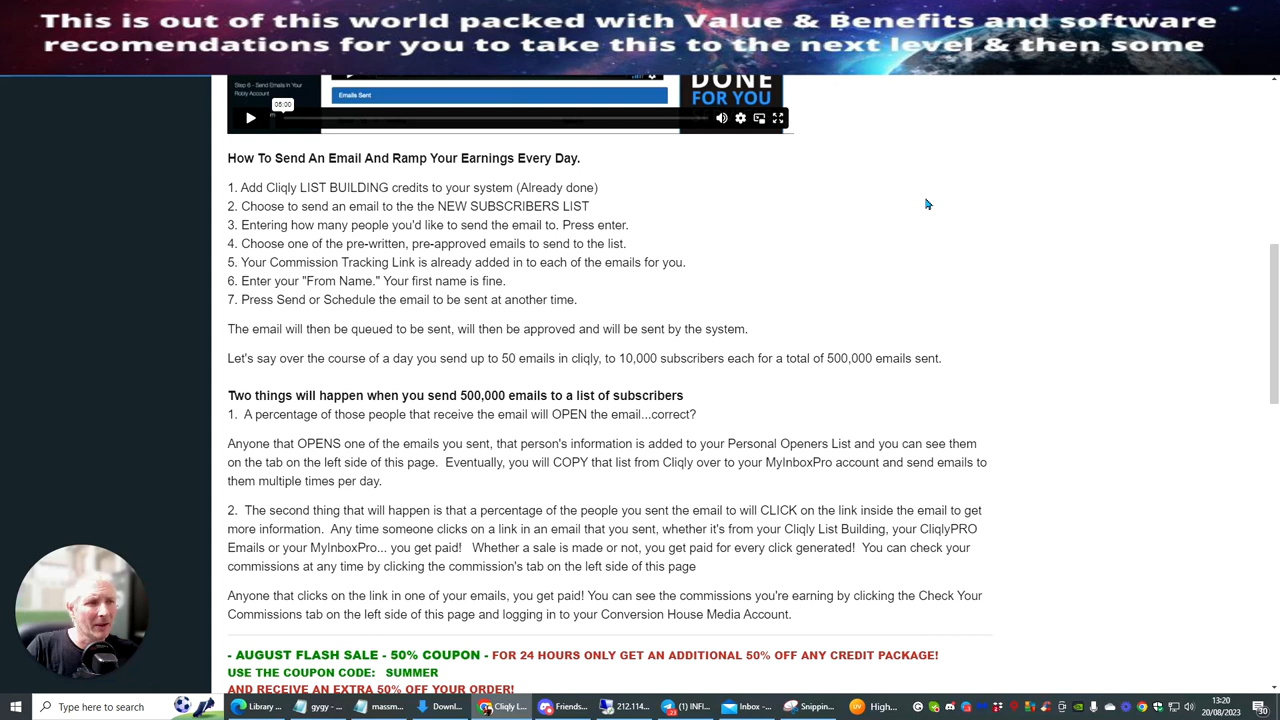 This is out of this world packed with Value & Benefits and software
recomendations for you to take this to the next level & then some
Step 6 - Send Emails In Your
Emails Sent
DONE
FOR YOU
05:00
How To Send An Email And Ramp Your Earnings Every Day.
1. Add Cliqly LIST BUILDING credits to your system (Already done)
2. Choose to send an email to the the NEW SUBSCRIBERS LIST
3. Entering how many people you'd like to send the email to. Press enter.
4. Choose one of the pre-written, pre-approved emails to send to the list.
5. Your Commission Tracking Link is already added in to each of the emails for you.
6. Enter your "From Name." Your first name is fine.
7. Press Send or Schedule the email to be sent at another time.
The email will then be queued to be sent, will then be approved and will be sent by the system.
Let's say over the course of a day you send up to 50 emails in cliqly, to 10,000 subscribers each for a total of 500,000 emails sent.
Two things will happen when you send 500,000 emails to a list of subscribers
1. A percentage of those people that receive the email will OPEN the email...correct?
Anyone that OPENS one of the emails you sent, that person's information is added to your Personal Openers List and you can see them
on the tab on the left side of this page. Eventually, you will COPY that list from Cliqly over to your MyInboxPro account and send emails to
them multiple times per day.
2. The second thing that will happen is that a percentage of the people you sent the email to will CLICK on the link inside the email to get
more information. Any time someone clicks on a link in an email that you sent, whether it's from your Cliqly List Building, your CliqlyPRO
Emails or your MyInboxPro... you get paid! Whether a sale is made or not, you get paid for every click generated! You can check your
commissions at any time by clicking the commission's tab on the left side of this page
Anyone that clicks on the link in one of your emails, you get paid! You can see the commissions you're earning by clicking the Check Your
Commissions tab on the left side of this page and logging in to your Conversion House Media Account.
- AUGUST FLASH SALE - 50% COUPON - FOR 24 HOURS ONLY GET AN ADDITIONAL 50% OFF ANY CREDIT PACKAGE!
USE THE COUPON CODE: SUMMER
AND RECEIVE AN EXTRA 50% OFF YOUR ORDER!
Type here to search
Library ...
gygy - ...
massm...
Downl...
Cliqly L...
Friends...
212.114...
(1) INFI...
Inbox -...
Snippin...
High...
13:20
20/08/2023
30